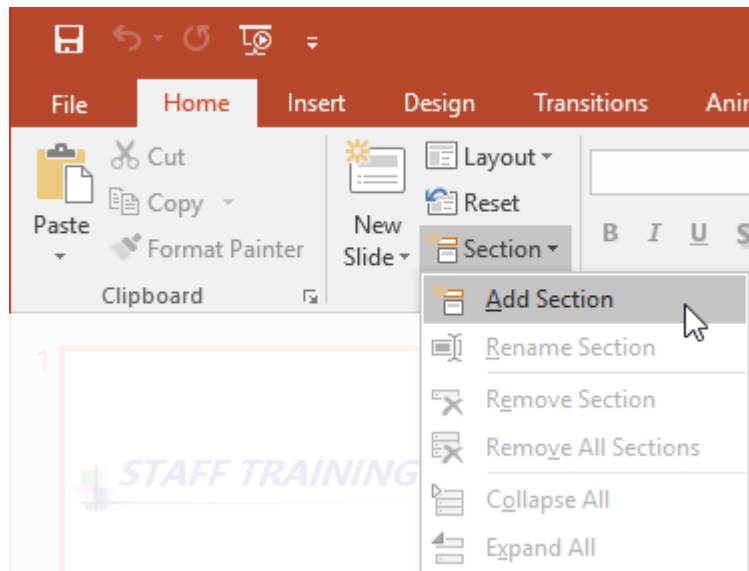 File Home Insert Design Transitions
Cut
Copy
Format Painter
Paste
Clipboard
New
Slide
Layout
Reset
Section
B I U S
Add Section
Rename Section
Remove Section
Remove All Sections
Collapse All
Expand All
1
STAFF TRAINING